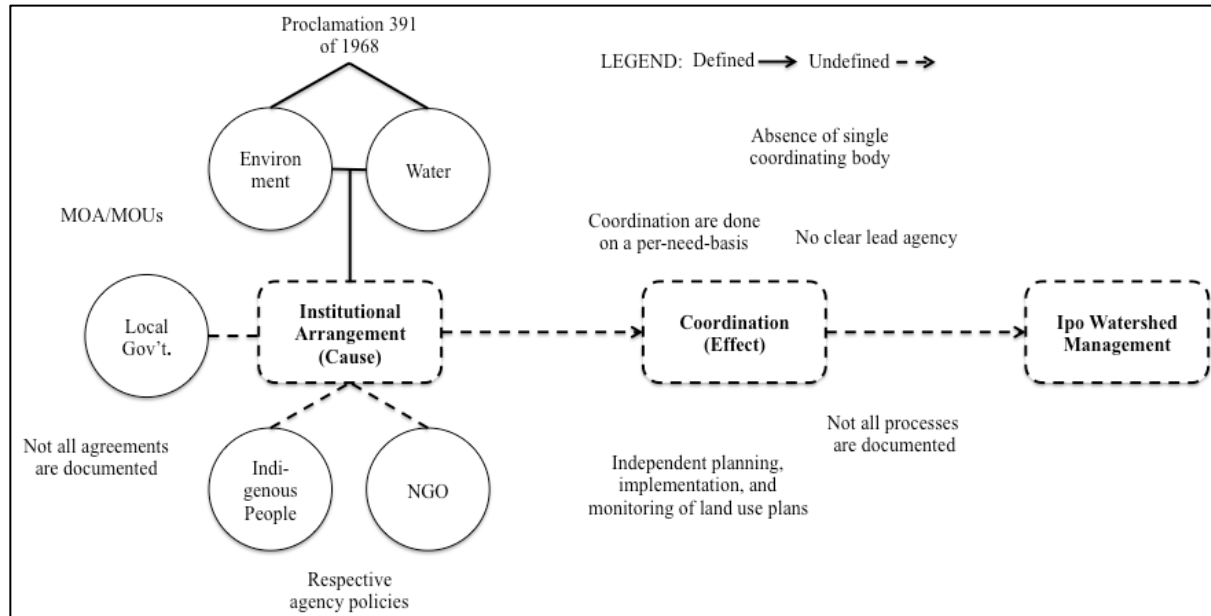 Proclamation 391
of 1968
LEGEND: Defined Undefined
Absence of single
coordinating body
Environ
ment
Water
MOA/MOUs
Coordination are done
on a per-need-basis
No clear lead agency
Local
Gov't.
Institutional
Arrangement
(Cause)
Coordination
(Effect)
Ipo Watershed
Management
Not all agreements
are documented
Indi-
genous
People
NGO
Not all processes
are documented
Independent planning,
implementation, and
monitoring of land use plans
Respective
agency policies